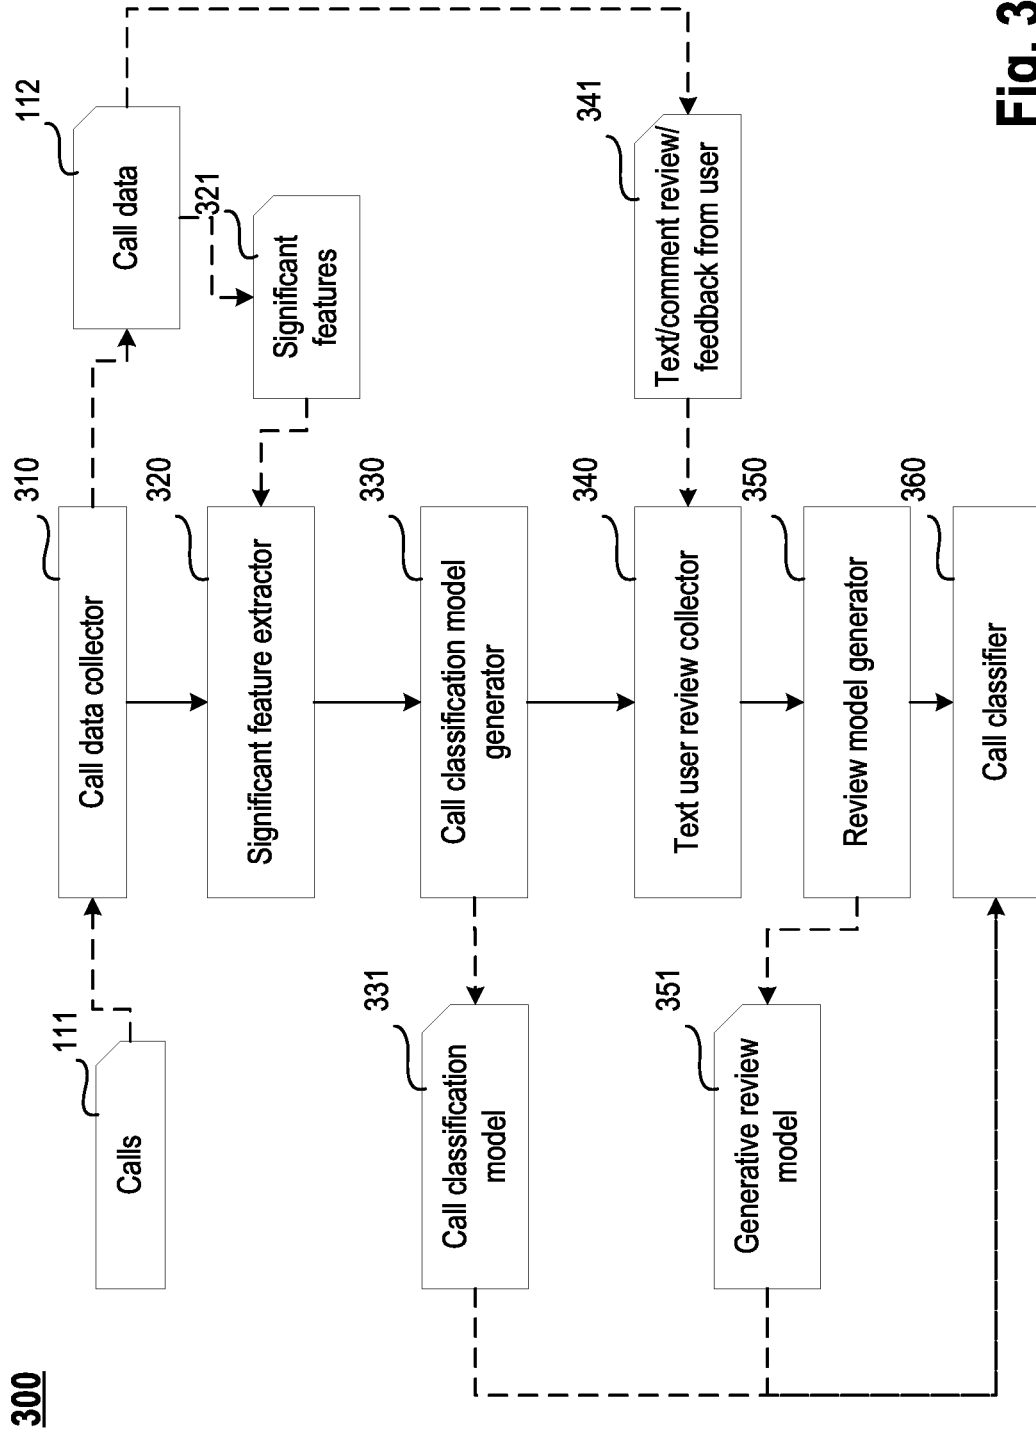 300
111
Calls
310
Call data collector
112
Call data
320
Significant feature extractor
321
Significant
features
330
Call classification model
generator
331
Call classification
model
340
Text user review collector
341
Text/comment review/
feedback from user
350
Review model generator
351
Generative review
model
360
Call classifier
Fig. 3